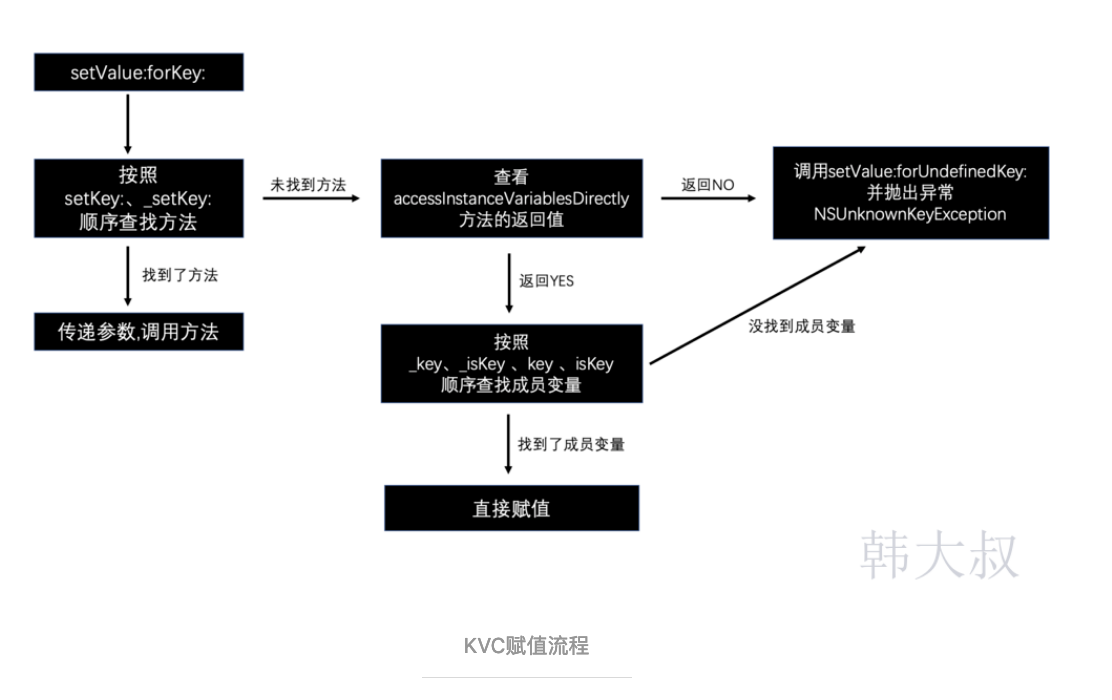 setValue:forKey:
按照
setKey:、_setKey:
顺序查找方法
未找到方法
查看
accessInstanceVariablesDirectly
方法的返回值
返回NO
调用setValue:forUndefinedKey:
并抛出异常
NSUnknownKeyException
找到了方法
传递参数,调用方法
返回YES
按照
_key、_isKey 、key 、isKey
顺序查找成员变量
没找到成员变量
找到了成员变量
直接赋值
韩大叔
KVC赋值流程